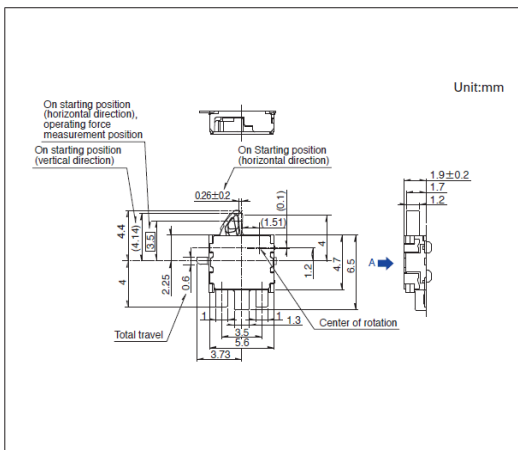 Unit:mm
On starting position
(horizontal direction),
operating force
measurement position
On starting position
(vertical direction)
On Starting position
(horizontal direction)
0.26±0.2
(0.1)
(1.51)
1.9±0.2
1.7
1.2
4.4
(4.14)
3.5
4
4.7
6.5
1.2
A
4
2.25
0.6
Total travel
1
1
1.3
3.5
5.6
3.73
Center of rotation